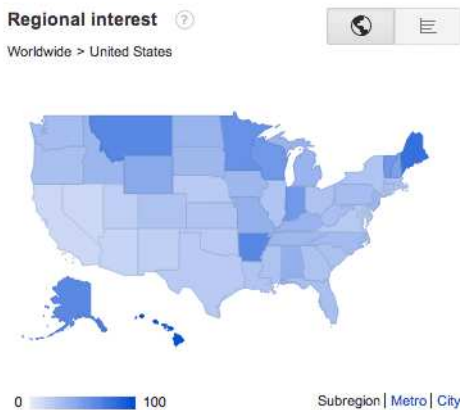 Regional interest ?
Worldwide > United States
0 100
Subregion | Metro | City